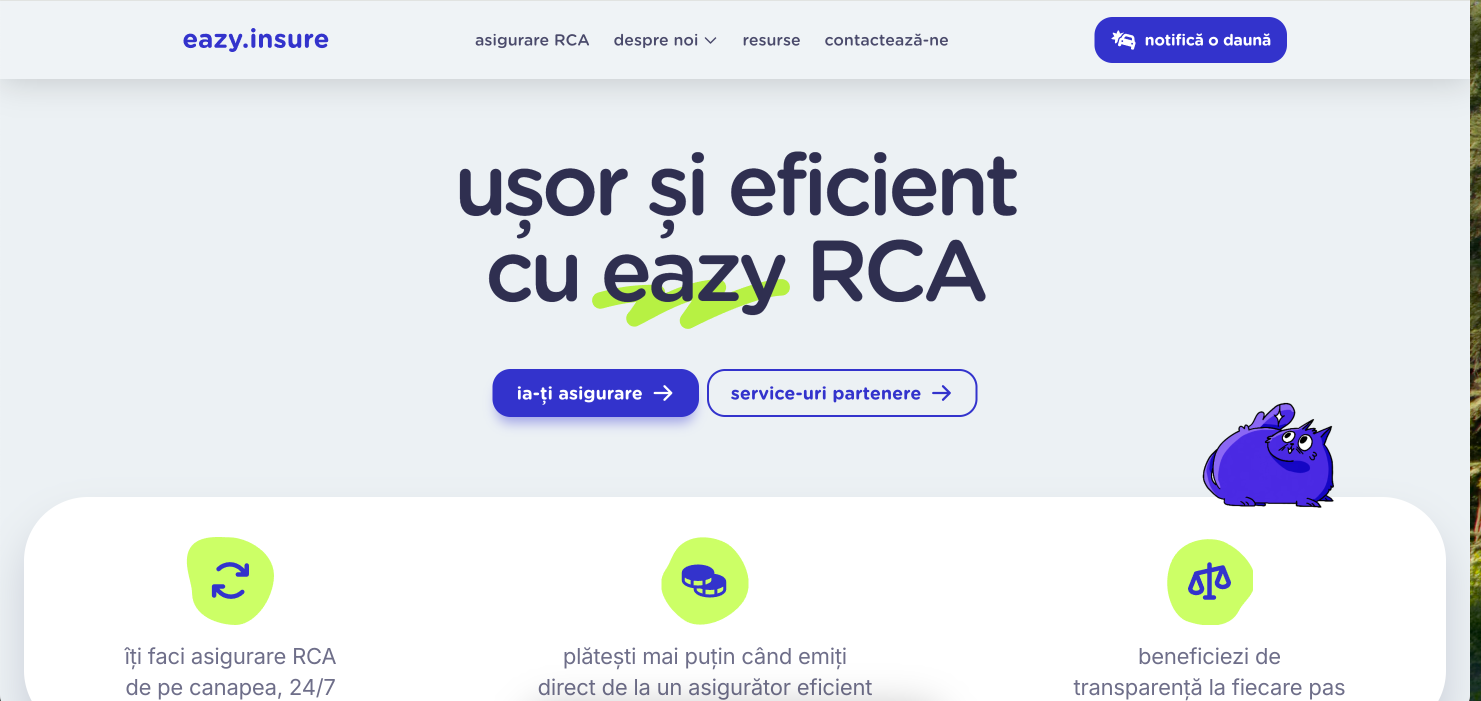 eazy.insure
asigurare RCA
despre noi
resurse
contactează-ne
notifică o daună
ușor și eficient
cu eazy RCA
ia-ți asigurare
service-uri partenere
îți faci asigurare RCA
de pe canapea, 24/7
plătești mai puțin când emiți
direct de la un asigurător eficient
beneficiezi de
transparență la fiecare pas